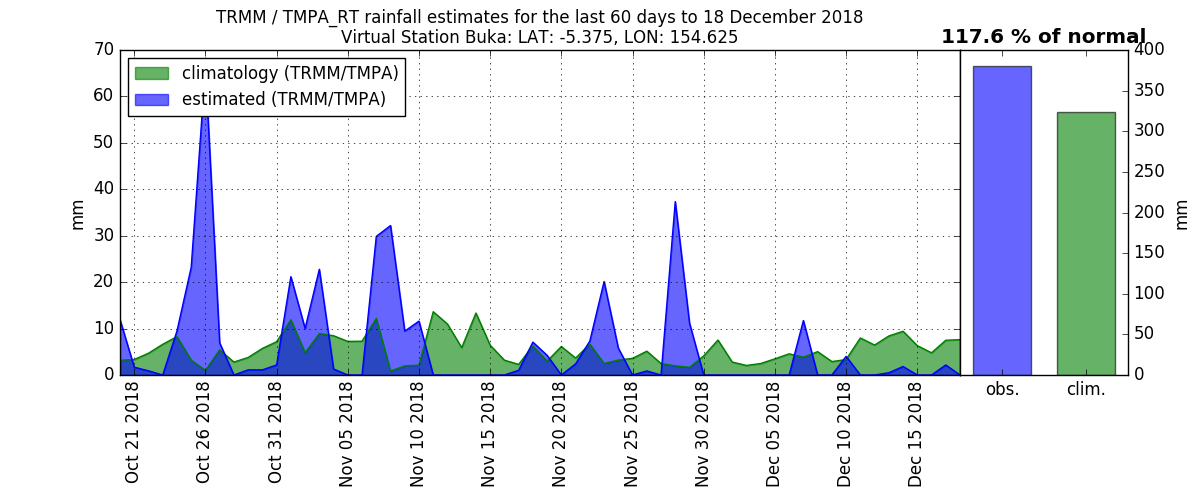 TRMM / TMPA_RT rainfall estimates for the last 60 days to 18 December 2018
Virtual Station Buka: LAT: -5.375, LON: 154.625
117.6 % of normal
climatology (TRMM/TMPA)
estimated (TRMM/TMPA)
70
60
50
40
30
20
10
0
mm
Oct 21 2018
Oct 26 2018
Oct 31 2018
Nov 05 2018
Nov 10 2018
Nov 15 2018
Nov 20 2018
Nov 25 2018
Nov 30 2018
Dec 05 2018
Dec 10 2018
Dec 15 2018
obs.
clim.
400
350
300
250
200
150
100
50
0
mm